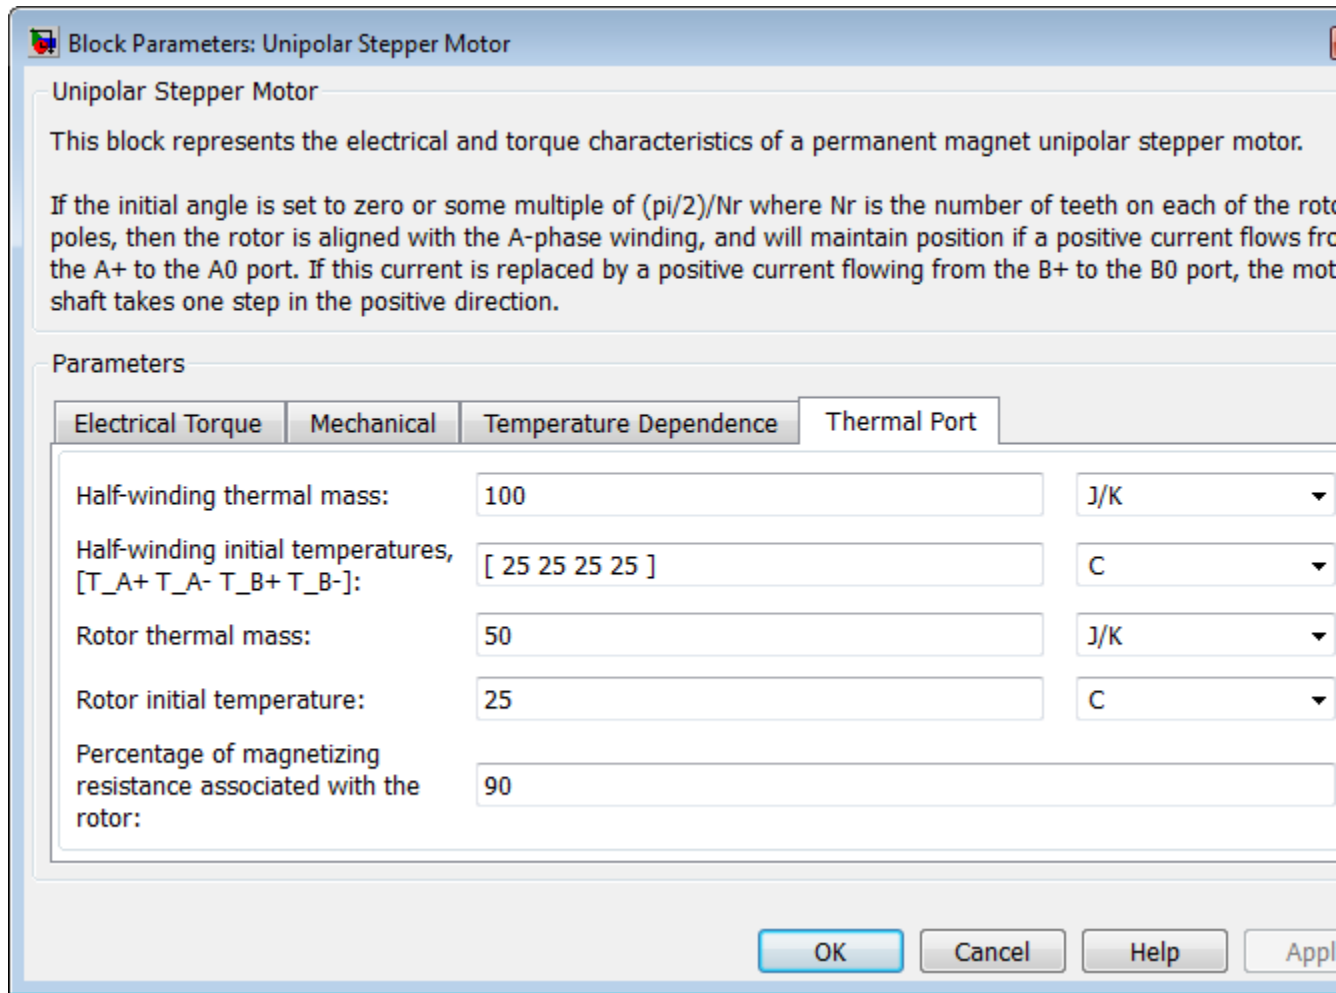 Block Parameters: Unipolar Stepper Motor
Unipolar Stepper Motor
This block represents the electrical and torque characteristics of a permanent magnet unipolar stepper motor.
If the initial angle is set to zero or some multiple of (pi/2)/Nr where Nr is the number of teeth on each of the
poles, then the rotor is aligned with the A-phase winding, and will maintain position if a positive current flows
the A+ to the A0 port. If this current is replaced by a positive current flowing from the B+ to the B0 port, the
shaft takes one step in the positive direction.
Parameters
Electrical Torque Mechanical Temperature Dependence Thermal Port
Half-winding thermal mass: 100 J/K
Half-winding initial temperatures,
[T_A+ T_A- T_B+ T_B-]: [ 25 25 25 25 ] C
Rotor thermal mass: 50 J/K
Rotor initial temperature: 25 C
Percentage of magnetizing
resistance associated with the
rotor: 90
OK Cancel Help